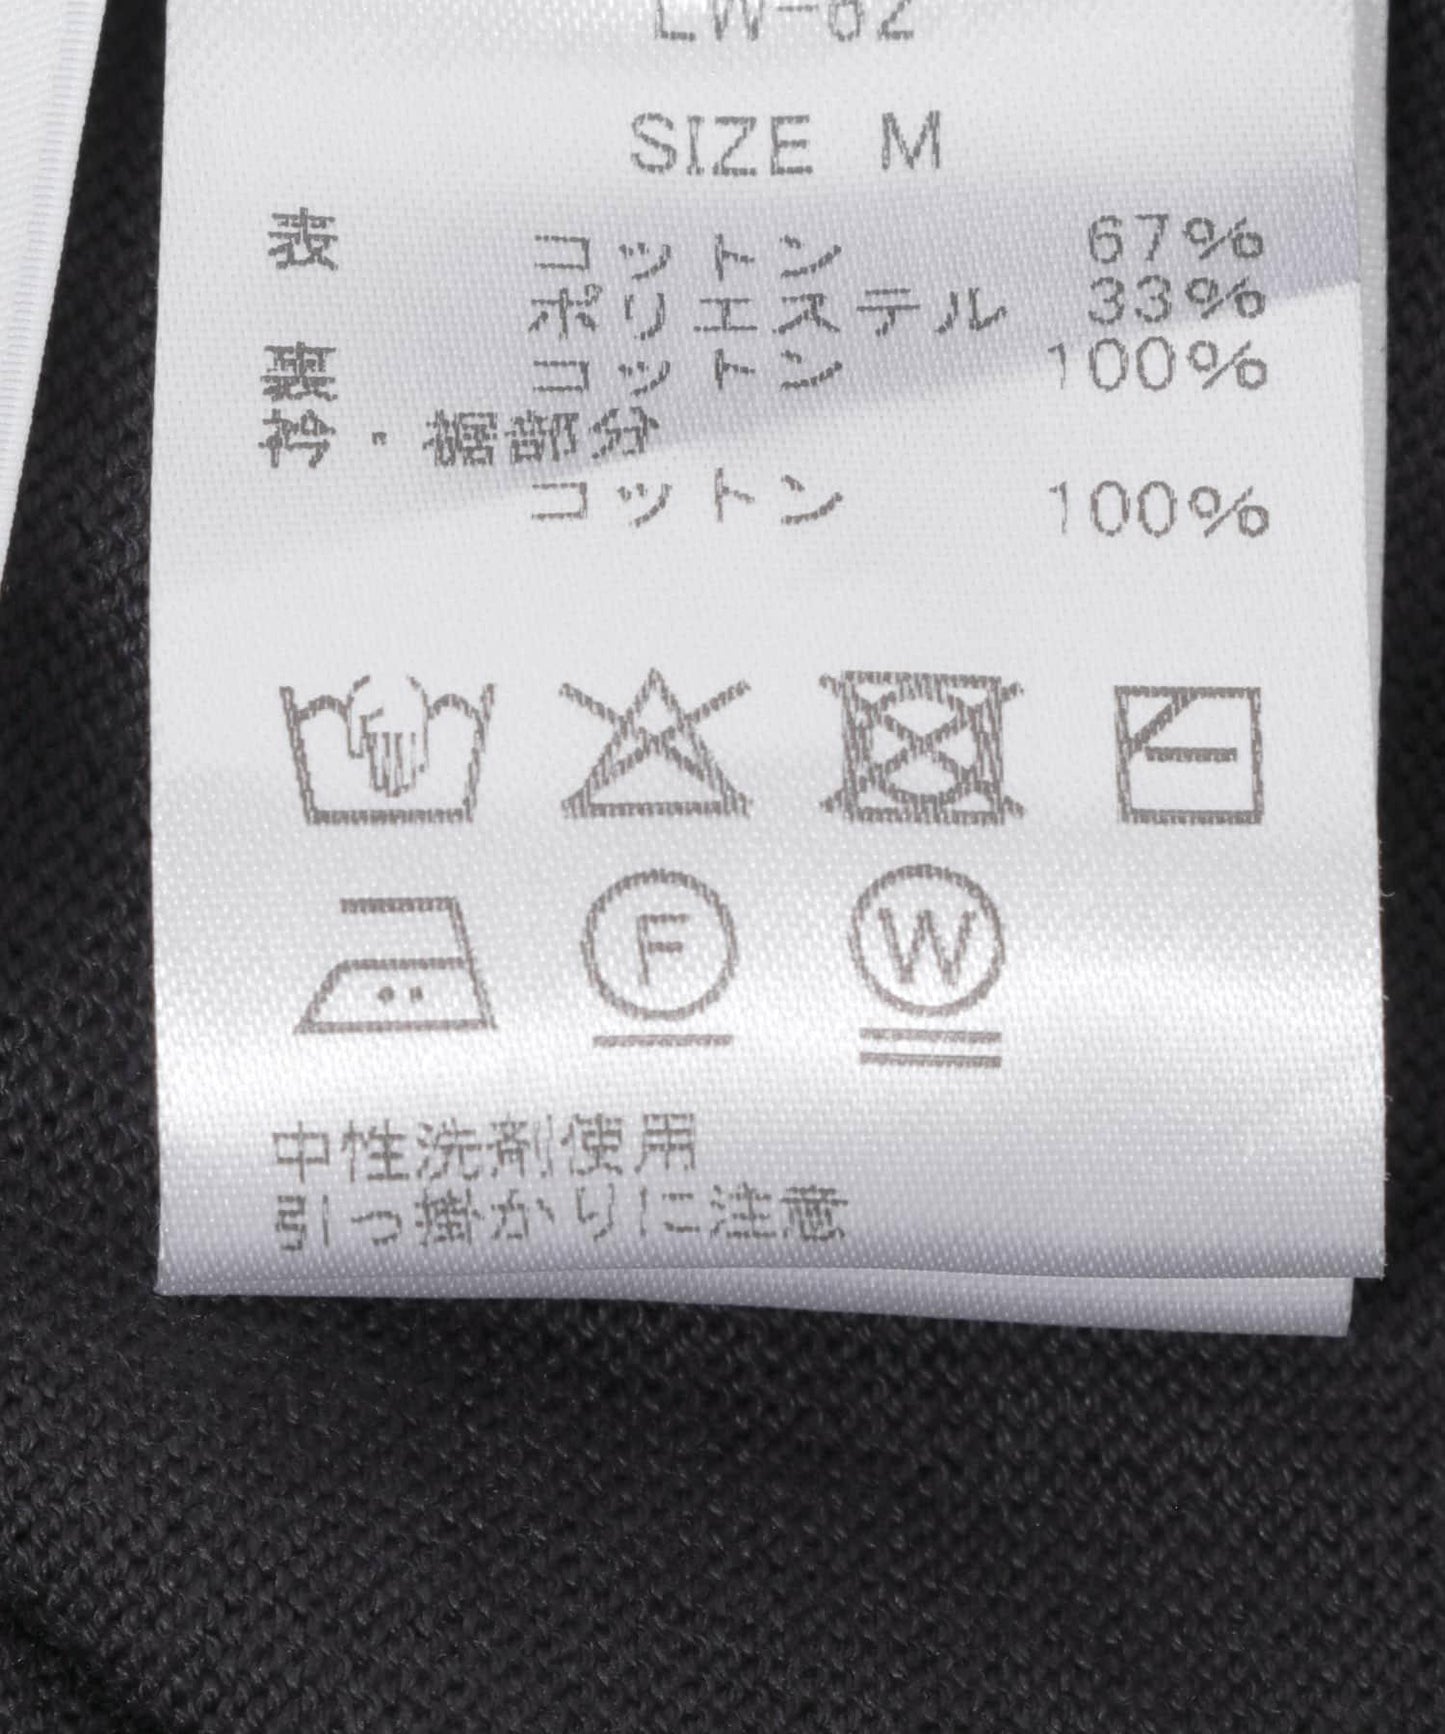 LW-62
SIZE M
表 コットン 67%
ポリエステル 33%
裏 コットン 100%
衿・裾部分
コットン 100%
F
W
中性洗剤使用
引っ掛かりに注意